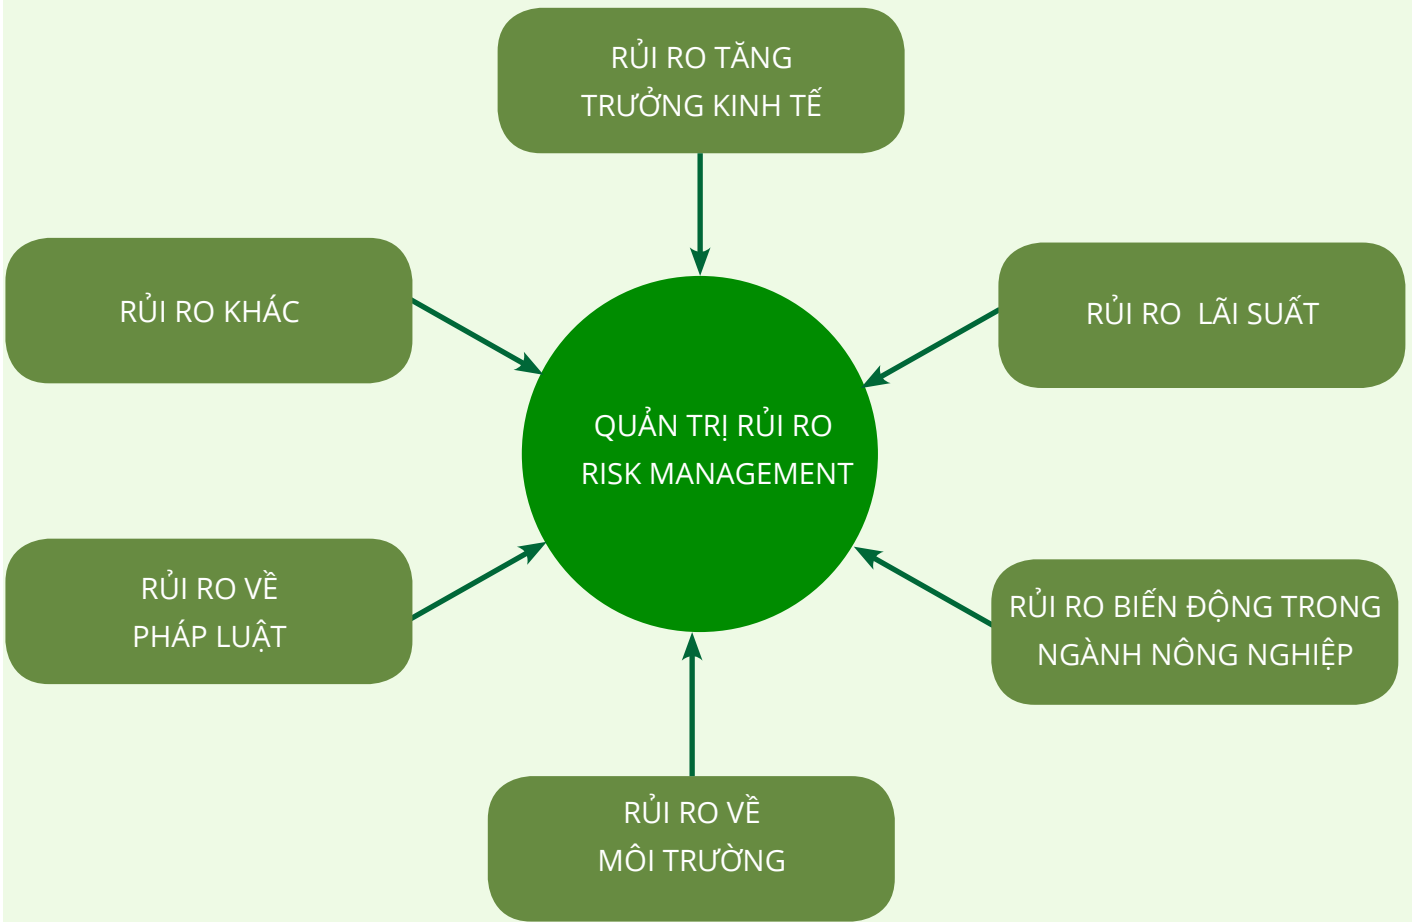 RỦI RO TĂNG
TRƯỞNG KINH TẾ
RỦI RO KHÁC
RỦI RO LÃI SUẤT
QUẢN TRỊ RỦI RO
RISK MANAGEMENT
RỦI RO VỀ
PHÁP LUẬT
RỦI RO BIẾN ĐỘNG TRONG
NGÀNH NÔNG NGHIỆP
RỦI RO VỀ
MÔI TRƯỜNG